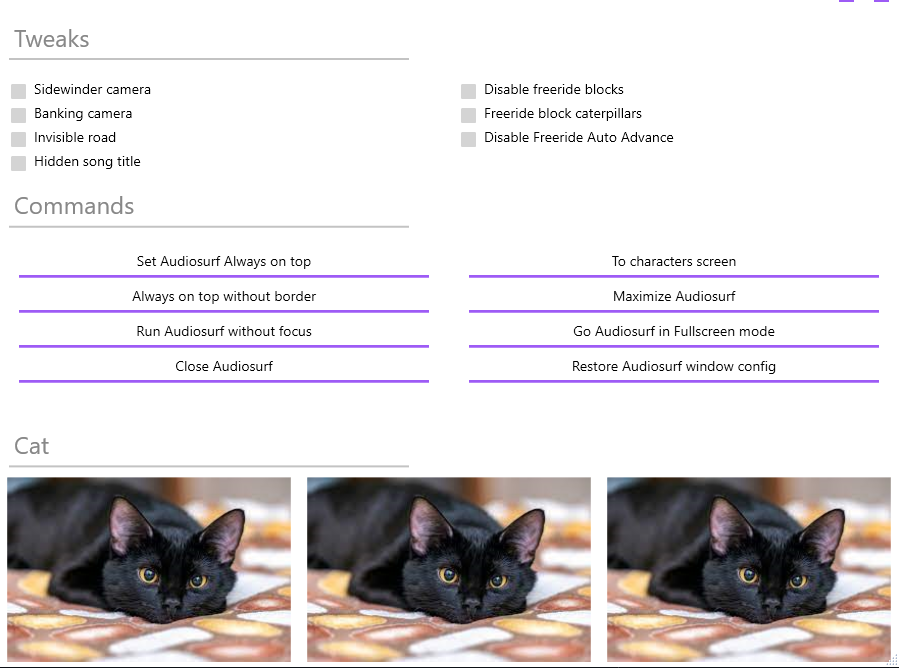 Tweaks
Sidewinder camera
Banking camera
Invisible road
Hidden song title
Disable freeride blocks
Freeride block caterpillars
Disable Freeride Auto Advance
Commands
Set Audiosurf Always on top
Always on top without border
Run Audiosurf without focus
Close Audiosurf
To characters screen
Maximize Audiosurf
Go Audiosurf in Fullscreen mode
Restore Audiosurf window config
Cat